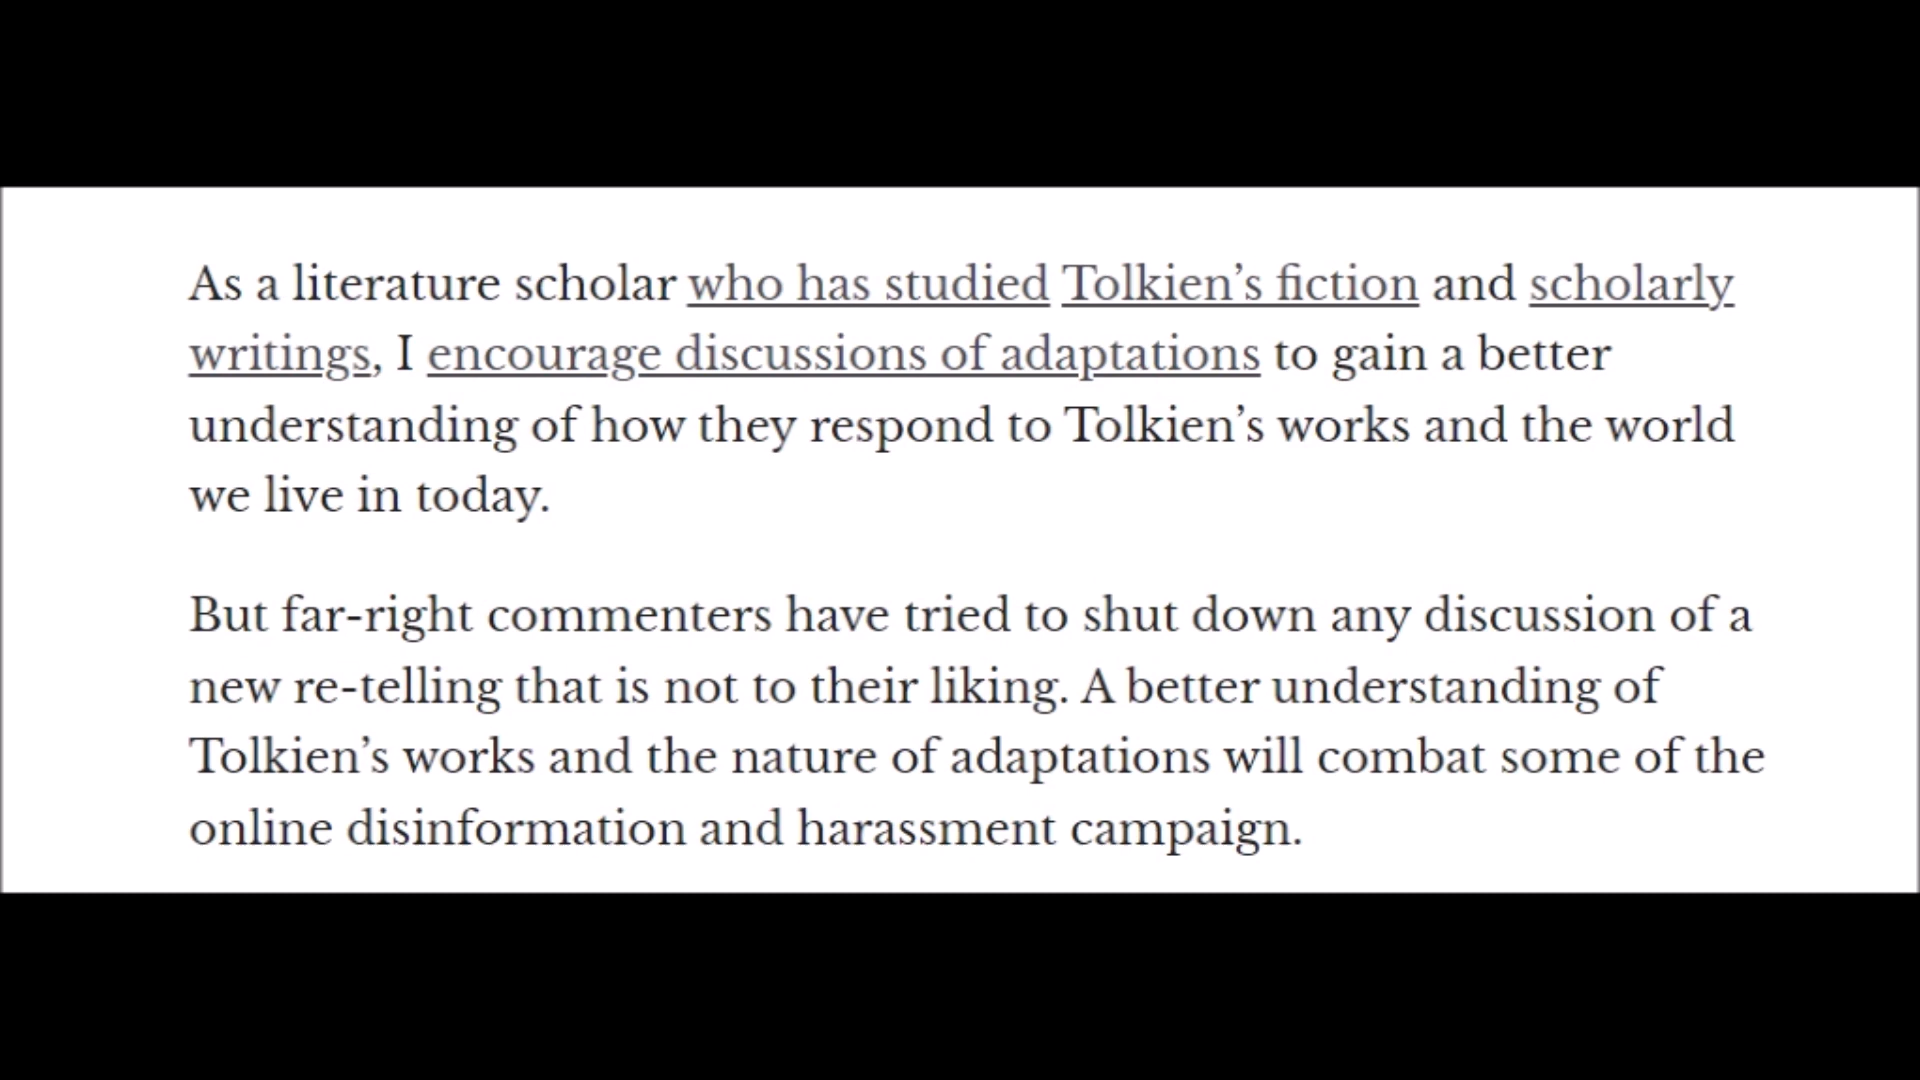 As a literature scholar who has studied Tolkien’s fiction and scholarly
writings, I encourage discussions of adaptations to gain a better
understanding of how they respond to Tolkien’s works and the world
we live in today.
But far-right commenters have tried to shut down any discussion of a
new re-telling that is not to their liking. A better understanding of
Tolkien’s works and the nature of adaptations will combat some of the
online disinformation and harassment campaign.